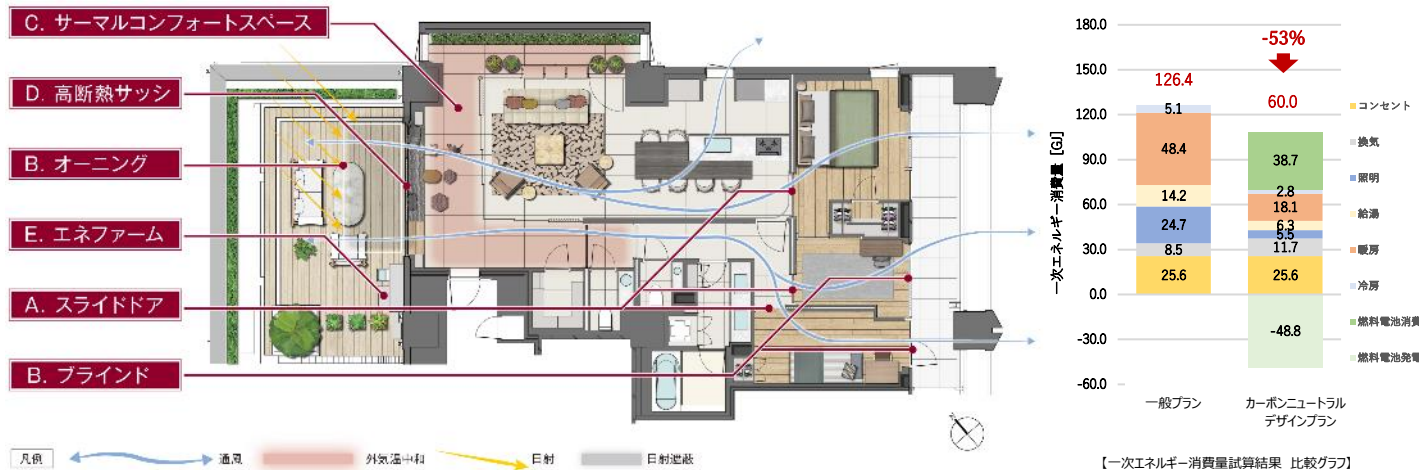 C. サーマルコンフォートスペース
D. 高断熱サッシ
B. オーニング
E. エネファーム
A. スライドドア
B. ブラインド
凡例
通風
外気温中和
日射
日射遮蔽
一次エネルギー消費量 [GJ]
180.0
150.0
120.0
90.0
60.0
30.0
0.0
-30.0
-60.0
126.4
5.1
48.4
14.2
24.7
8.5
25.6
-53%
60.0
38.7
2.8
18.1
6.3
5.5
11.7
25.6
-48.8
一般プラン
カーボンニュートラル
デザインプラン
コンセント
換気
照明
給湯
暖房
冷房
燃料電池消費
燃料電池発電
【一次エネルギー消費量試算結果 比較グラフ】